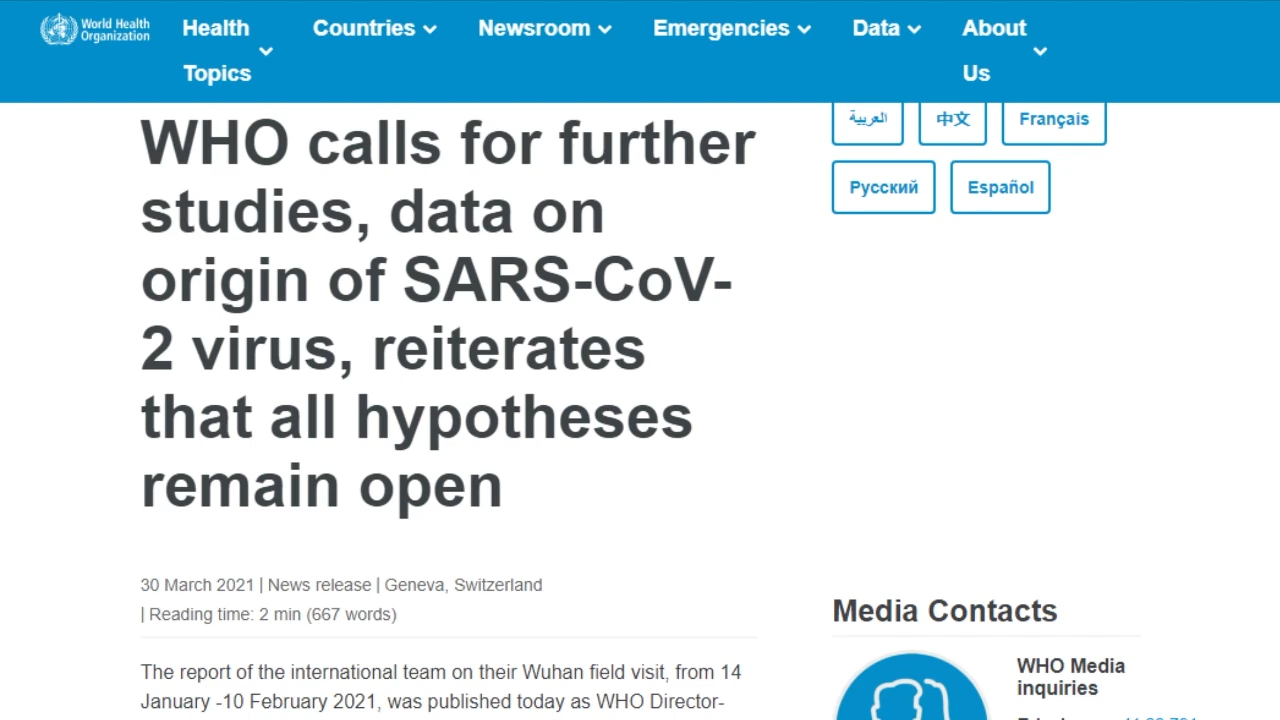 World Health
Organization
Health
Topics
Countries
Newsroom
Emergencies
Data
About
Us
العربية
中文
Français
Русский
Español
WHO calls for further
studies, data on
origin of SARS-CoV-
2 virus, reiterates
that all hypotheses
remain open
30 March 2021 | News release | Geneva, Switzerland
| Reading time: 2 min (667 words)
The report of the international team on their Wuhan field visit, from 14
January -10 February 2021, was published today as WHO Director-
Media Contacts
WHO Media
inquiries